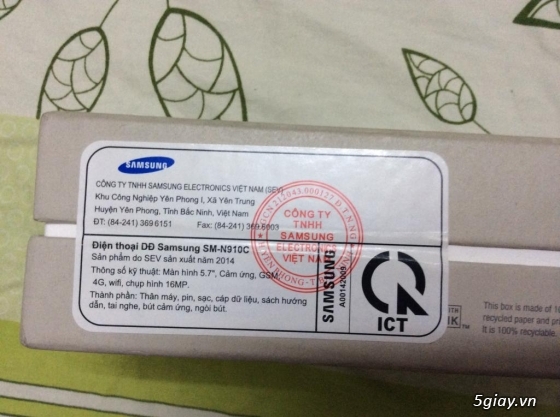 SAMSUNG
CÔNG TY TNHH SAMSUNG ELECTRONICS VIỆT NAM (SEV)
Khu Công Nghiệp Yên Phong I, Xã Yên Trung
Huyện Yên Phong, Tỉnh Bắc Ninh, Việt Nam
ĐT: (84-241) 3696151 Fax: (84-241) 369 6003
CÔNG TY
TNHH
SAMSUNG
ELECTRONICS
VIỆT NAM
Điện thoại DĐ Samsung SM-N910C
Sản phẩm do SEV sản xuất năm 2014
Thông số kỹ thuật: Màn hình 5.7", Cảm ứng, GSM,
4G, wifi, chụp hình 16MP.
Thành phần: Thân máy, pin, sạc, cáp dữ liệu, sách hướng
dẫn, tai nghe, bút cảm ứng, ngòi bút.
SAMSUNG
ICT
This box is made of
recycled paper and
It is 100% recyclable.
5giay.vn